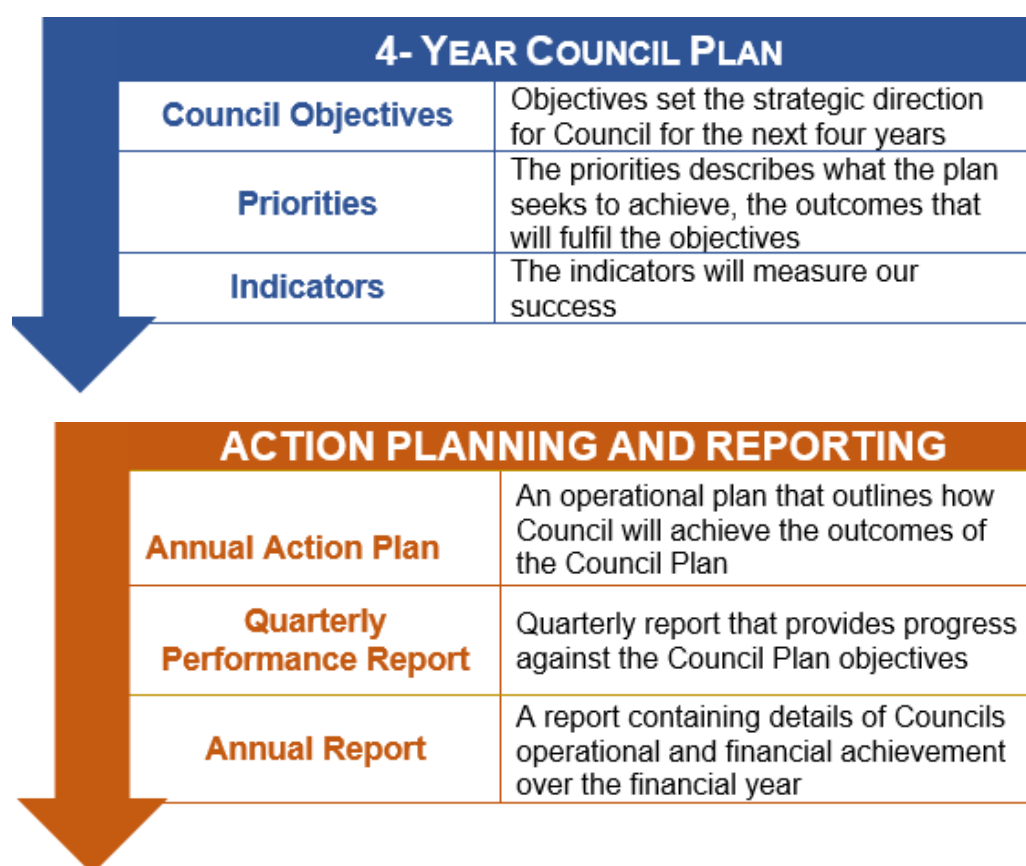 4- YEAR COUNCIL PLAN
Council Objectives
Objectives set the strategic direction
for Council for the next four years
Priorities
The priorities describes what the plan
seeks to achieve, the outcomes that
will fulfil the objectives
Indicators
The indicators will measure our
success
ACTION PLANNING AND REPORTING
Annual Action Plan
An operational plan that outlines how
Council will achieve the outcomes of
the Council Plan
Quarterly
Performance Report
Quarterly report that provides progress
against the Council Plan objectives
Annual Report
A report containing details of Councils
operational and financial achievement
over the financial year